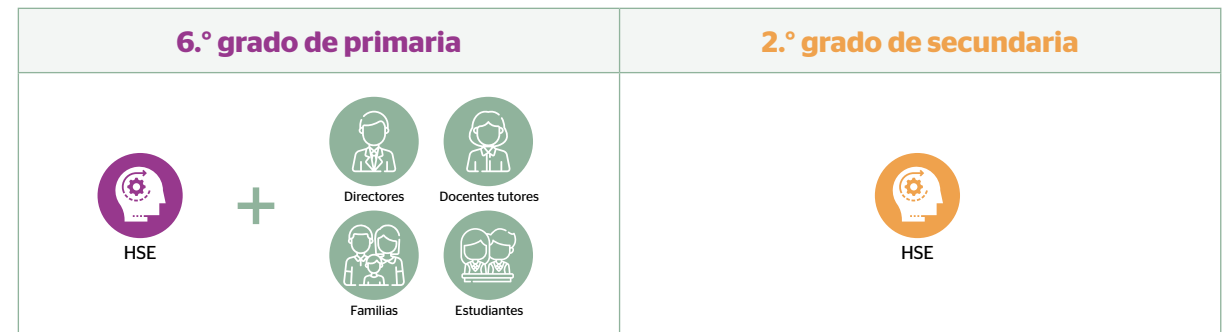 6.° grado de primaria
2.° grado de secundaria
HSE
+
Directores
Docentes tutores
Familias
Estudiantes
HSE